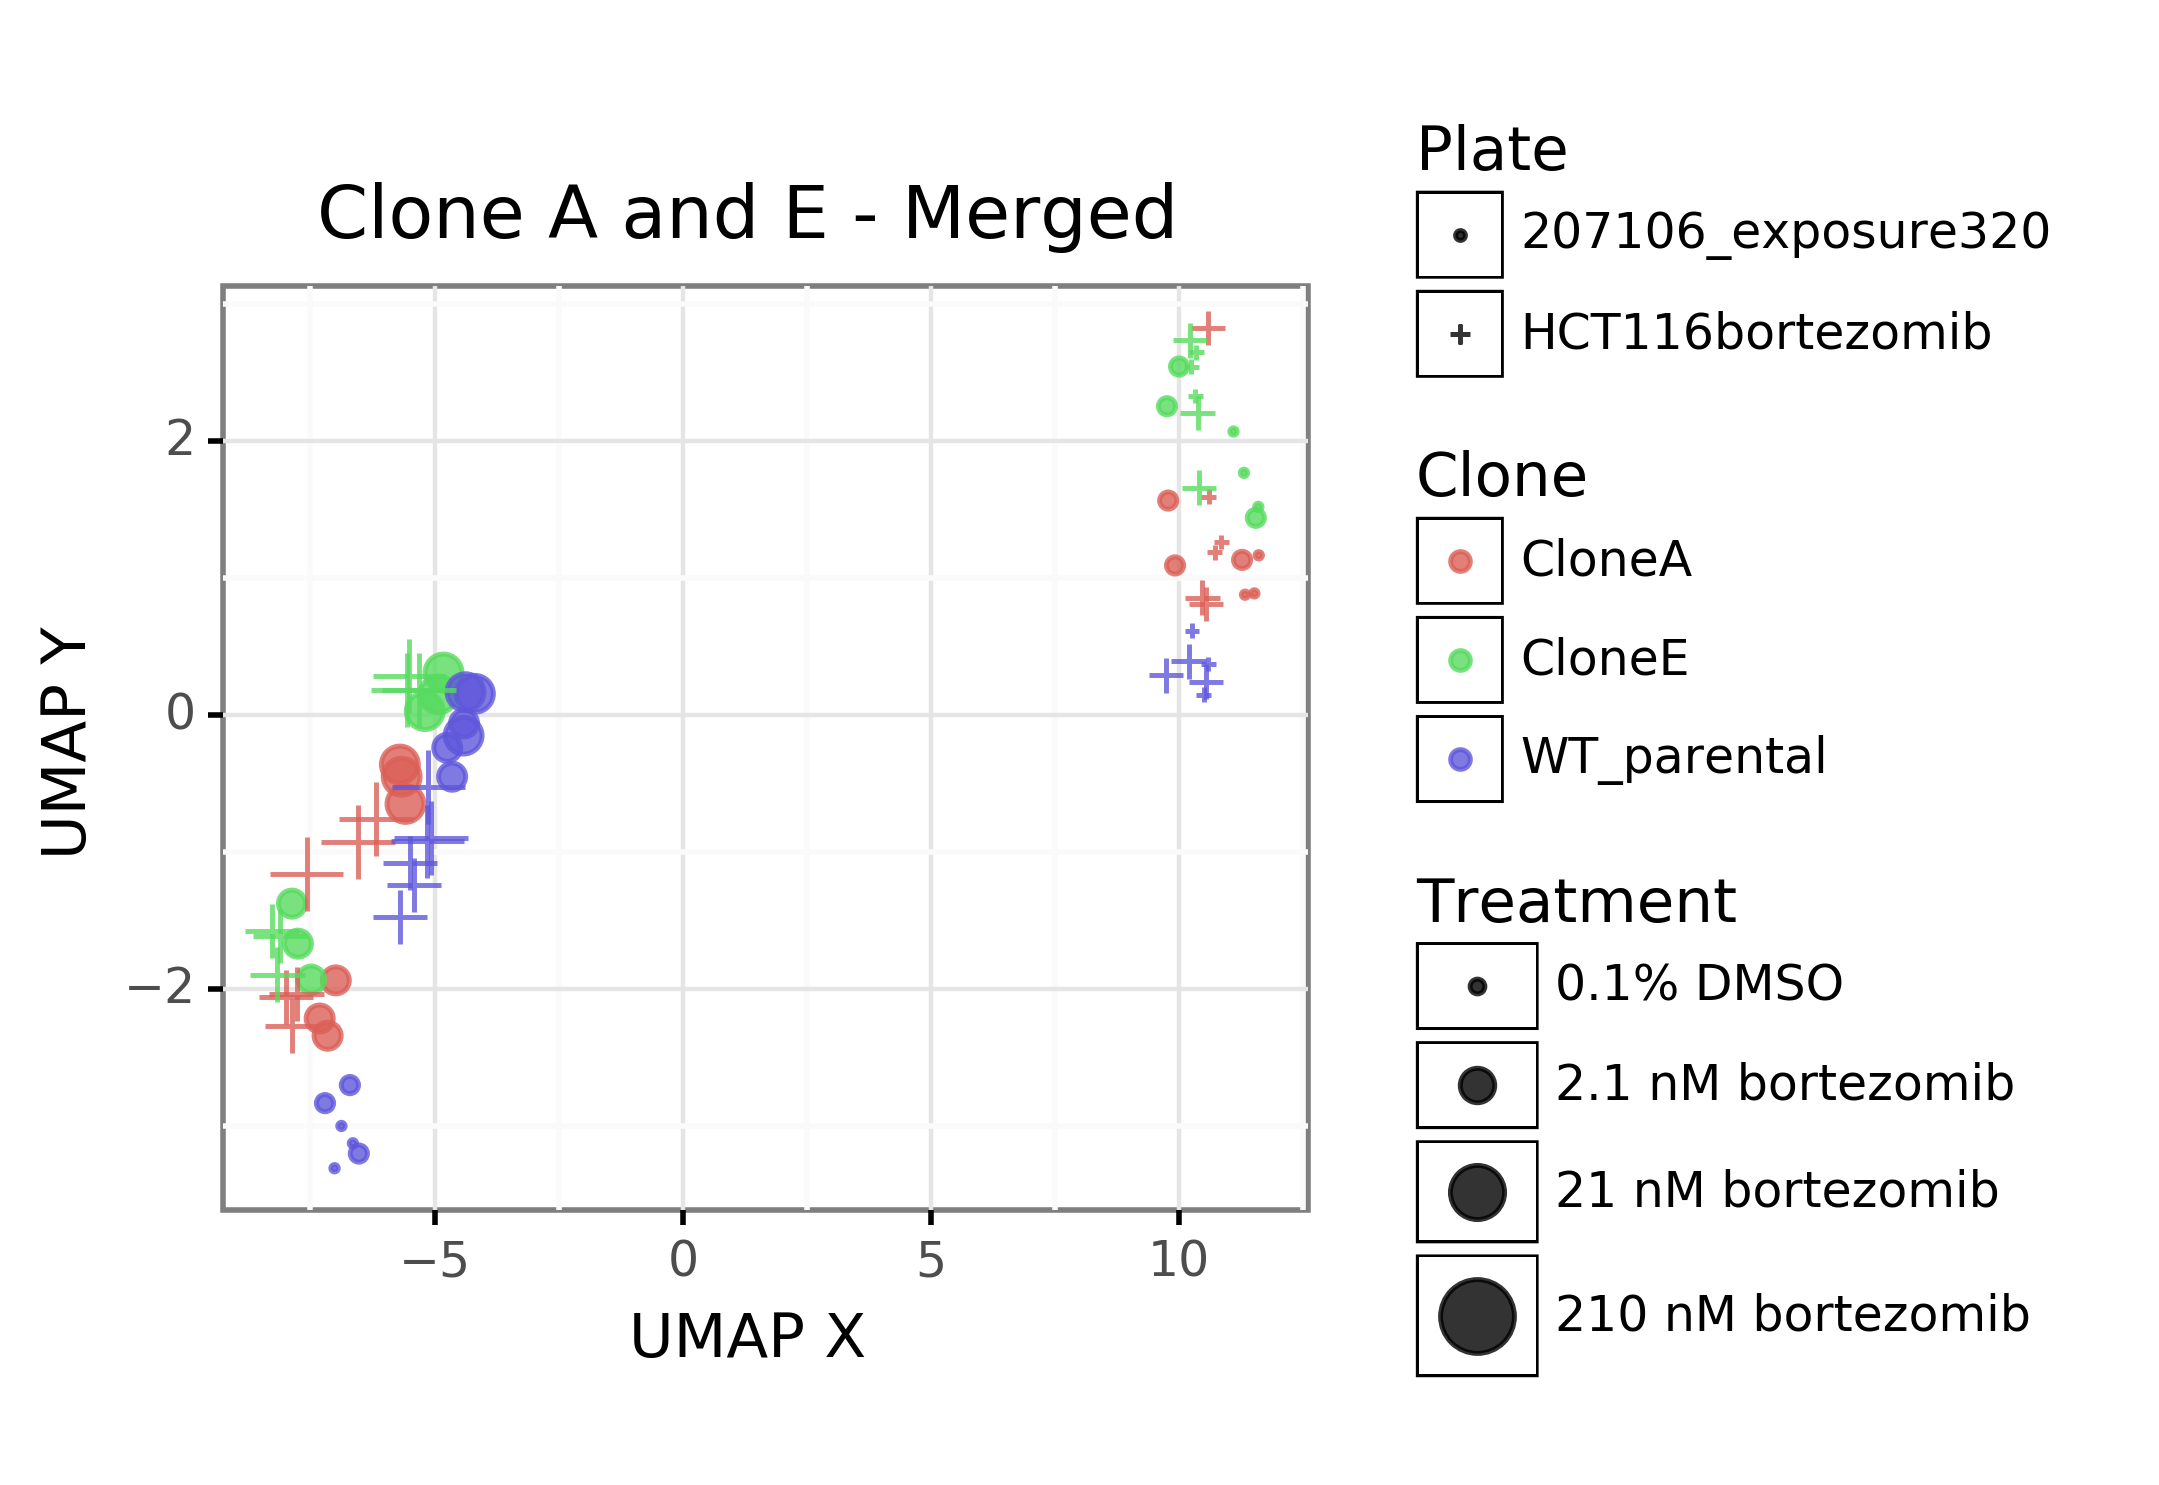 Clone A and E - Merged
UMAP Y
2
0
−2
−5
0
5
10
UMAP X
Plate
207106_exposure320
HCT116bortezomib
Clone
CloneA
CloneE
WT_parental
Treatment
0.1% DMSO
2.1 nM bortezomib
21 nM bortezomib
210 nM bortezomib